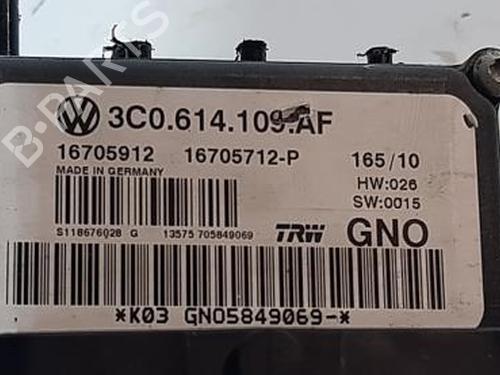 3C0.614.109.AF
16705912 16705712-P 165/10
MADE IN GERMANY HW:026
SW:0015
S118676028 G 13575 705849069 TRW GNO
*K03 GNO5849069-*
B-PARTS